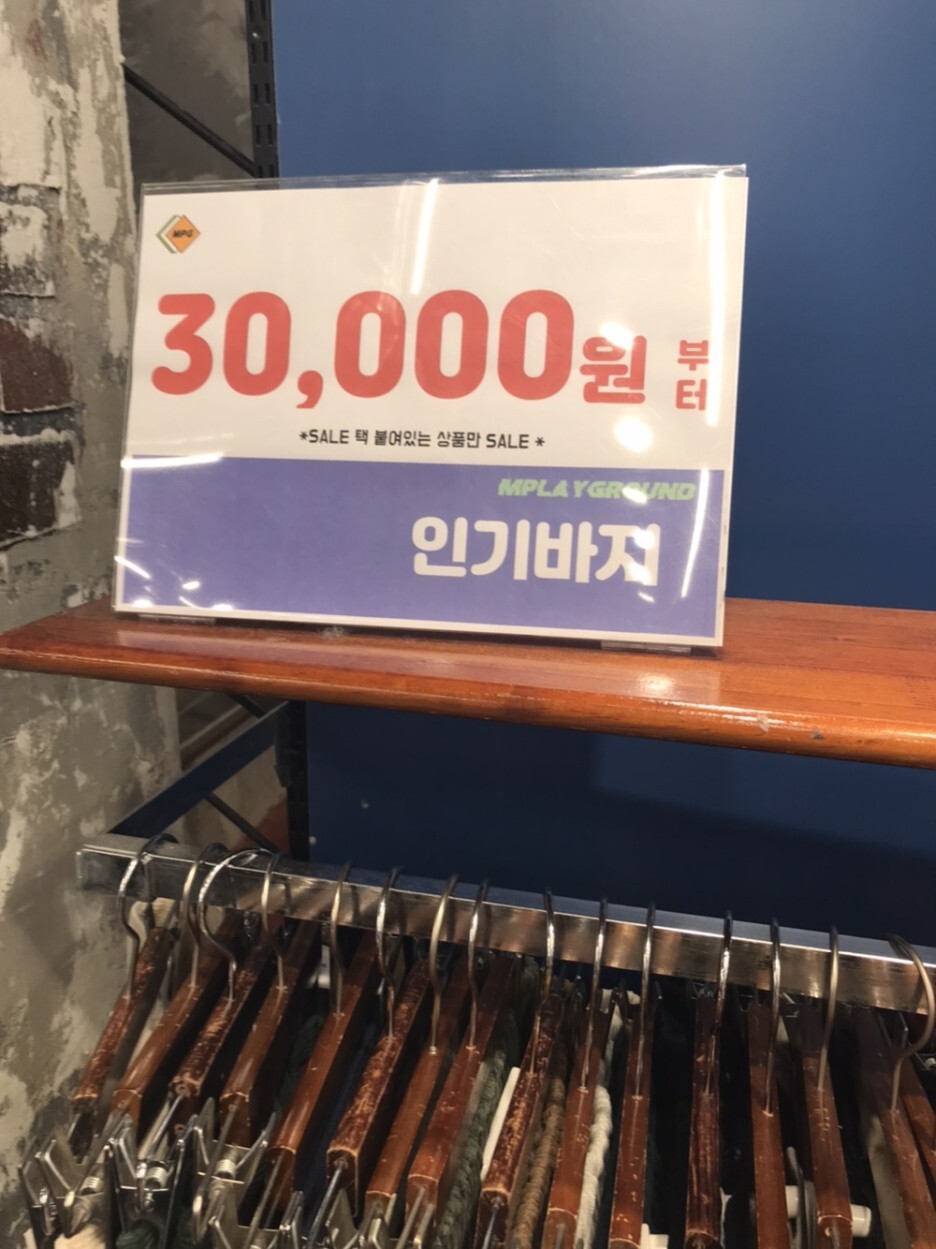 MPG
30,000원 부터
*SALE 택 붙여있는 상품만 SALE *
MPLAYGROUND
인기바지